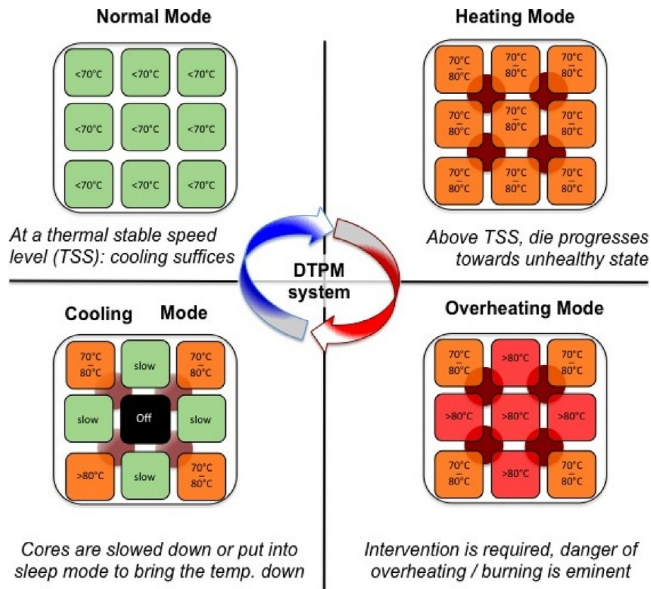 Normal Mode
<70°C <70°C <70°C
<70°C <70°C <70°C
<70°C <70°C <70°C
At a thermal stable speed
level (TSS): cooling suffices
Heating Mode
70°C 70°C 70°C
– – –
80°C 80°C 80°C
70°C 70°C 70°C
– – –
80°C 80°C 80°C
70°C 70°C 70°C
– – –
80°C 80°C 80°C
Above TSS, die progresses
towards unhealthy state
DTPM
system
Cooling Mode
70°C slow 70°C
– –
80°C 80°C
slow Off slow
>80°C slow 70°C
–
80°C
Cores are slowed down or put into
sleep mode to bring the temp. down
Overheating Mode
70°C >80°C 70°C
– –
80°C 80°C
>80°C >80°C >80°C
70°C >80°C 70°C
– –
80°C 80°C
Intervention is required, danger of
overheating / burning is eminent